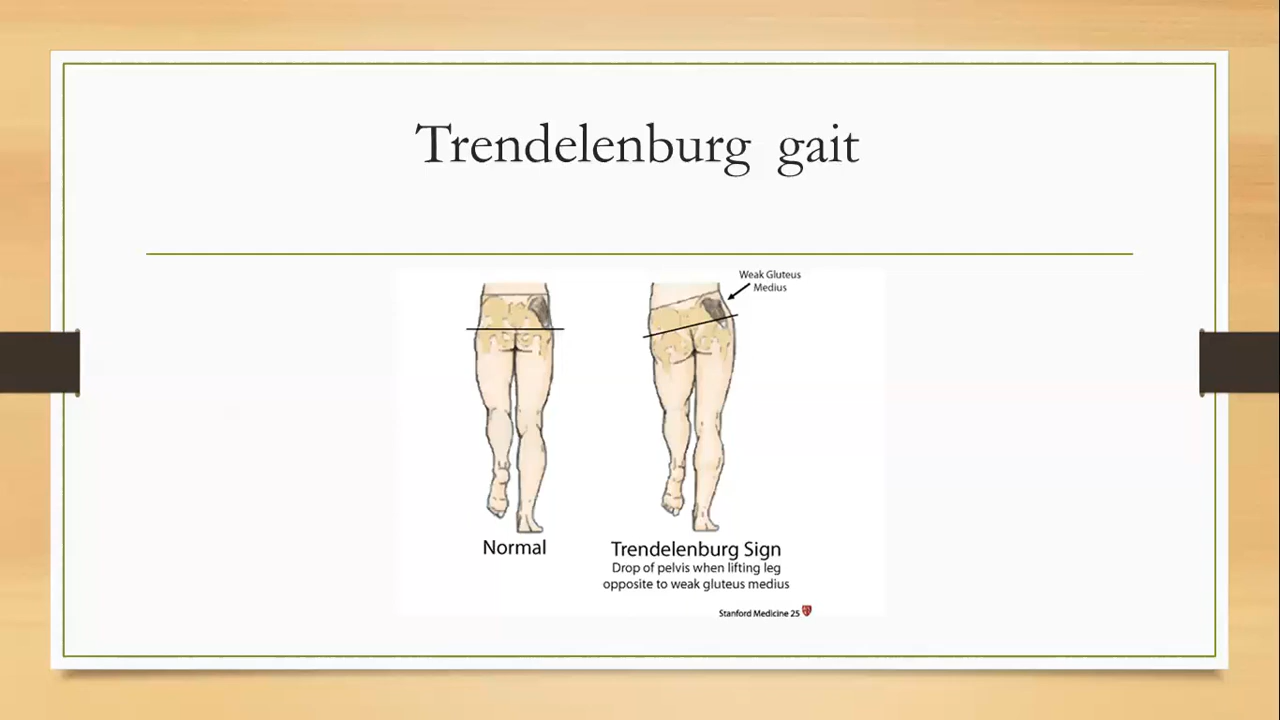 Trendelenburg gait
Weak Gluteus
Medius
Normal
Trendelenburg Sign
Drop of pelvis when lifting leg
opposite to weak gluteus medius
Stanford Medicine 25